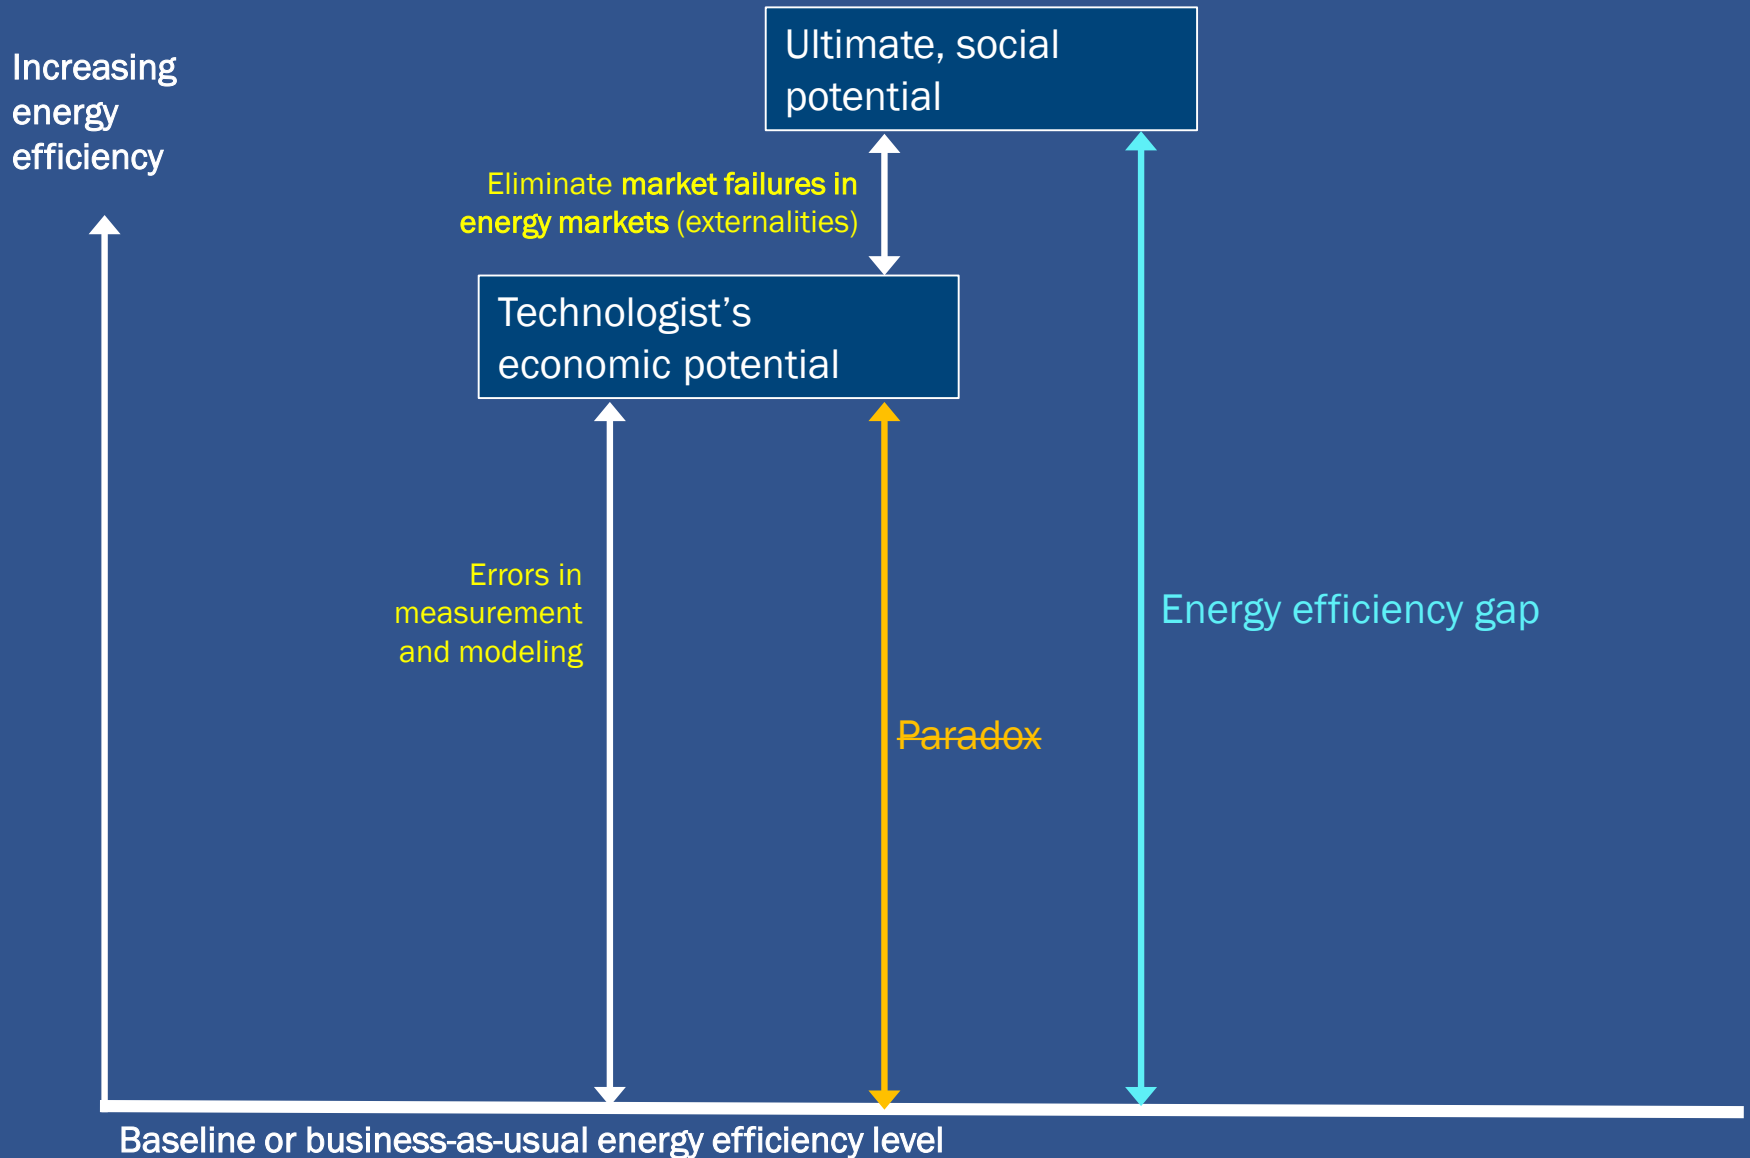 Ultimate, social
potential
Increasing
energy
efficiency
Eliminate market failures in
energy markets (externalities)
Technologist’s
economic potential
Errors in
measurement
and modeling
Energy efficiency gap
Paradox
Baseline or business-as-usual energy efficiency level